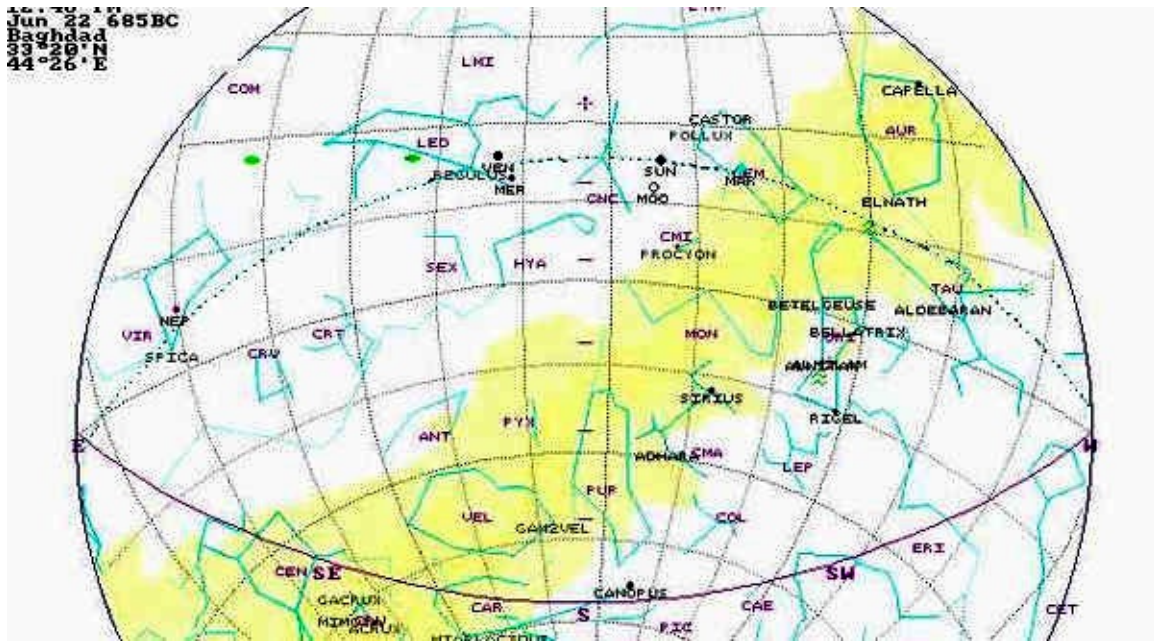 Jun 22 685BC
Baghdad
33°20'N
44°26'E
LMI
COM
CAPELLA
CASTOR
POLLUX
AUR
LEO
VEN
REGULUS
MER
SUN
GEM
MAR
MOO
CNC
ELNATH
CMI
PROCYON
SEX
HYA
TAU
BETELGEUSE
ALDEBARAN
NEP
VIR
CRT
MON
BELLATRIX
SPICA
CRV
SIRIUS
RIGEL
PYX
ANT
E
W
ADHARA
CMA
LEP
PUP
VEL
GAM2VEL
COL
ERI
CEN
SE
SW
CANOPUS
GACRUX
CAR
S
CAE
CET
ACRUX
PIC